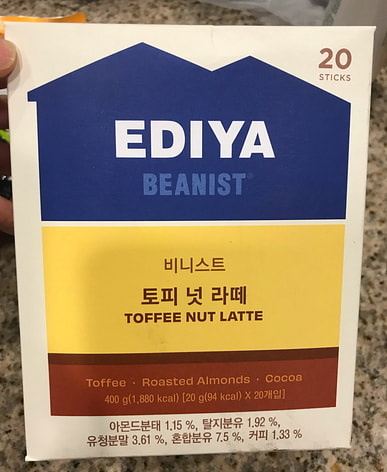 20
STICKS
EDIYA
BEANIST®
비니스트
토피 넛 라떼
TOFFEE NUT LATTE
Toffee · Roasted Almonds · Cocoa
400 g(1,880 kcal) [20 g(94 kcal) X 20개입]
아몬드분태 1.15 %, 탈지분유 1.92 %,
유청분말 3.61 %, 혼합분유 7.5 %, 커피 1.33 %